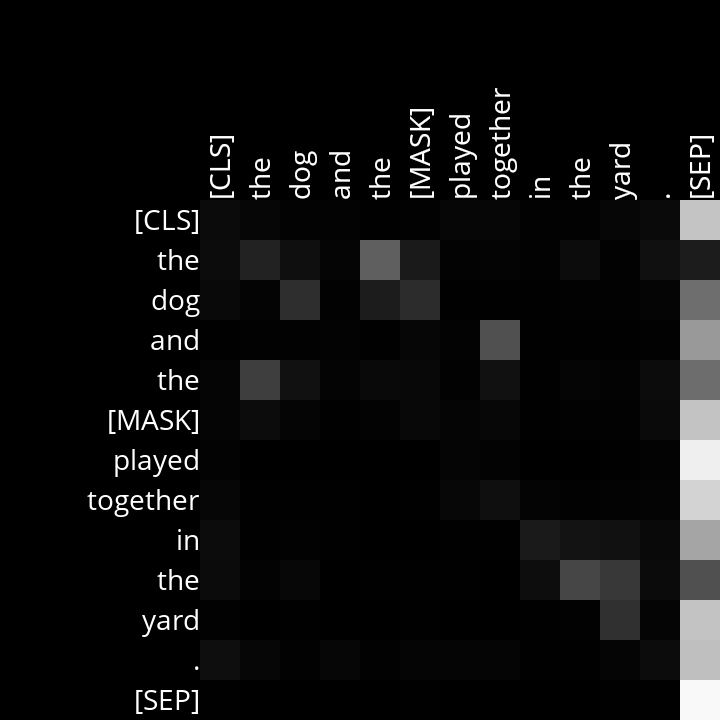 [CLS] the dog and the [MASK] played together in the yard . [SEP]
[CLS]
the
dog
and
the
[MASK]
played
together
in
the
yard
.
[SEP]